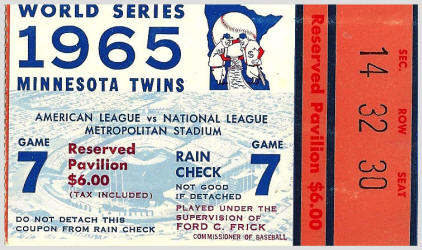 WORLD SERIES
1965
MINNESOTA TWINS
AMERICAN LEAGUE vs NATIONAL LEAGUE
METROPOLITAN STADIUM
GAME
7
Reserved
Pavilion
$6.00
(TAX INCLUDED)
RAIN
CHECK
NOT GOOD
IF DETACHED
GAME
7
DO NOT DETACH THIS
COUPON FROM RAIN CHECK
PLAYED UNDER THE
SUPERVISION OF
FORD C. FRICK
COMMISSIONER OF BASEBALL
Reserved Pavilion $6.00
SEC. ROW SEAT
14 32 30